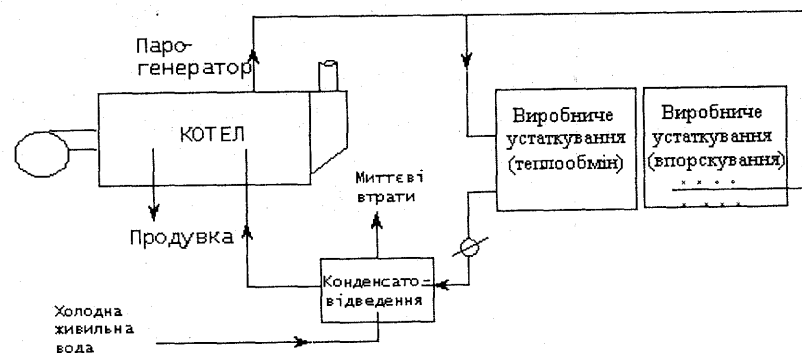 Паро-
генератор
КОТЕЛ
Продувка
Миттєві
втрати
Виробниче
устаткування
(теплообмін)
Виробниче
устаткування
(впорскування)
Конденсато-
відведення
Холодна
живильна
вода